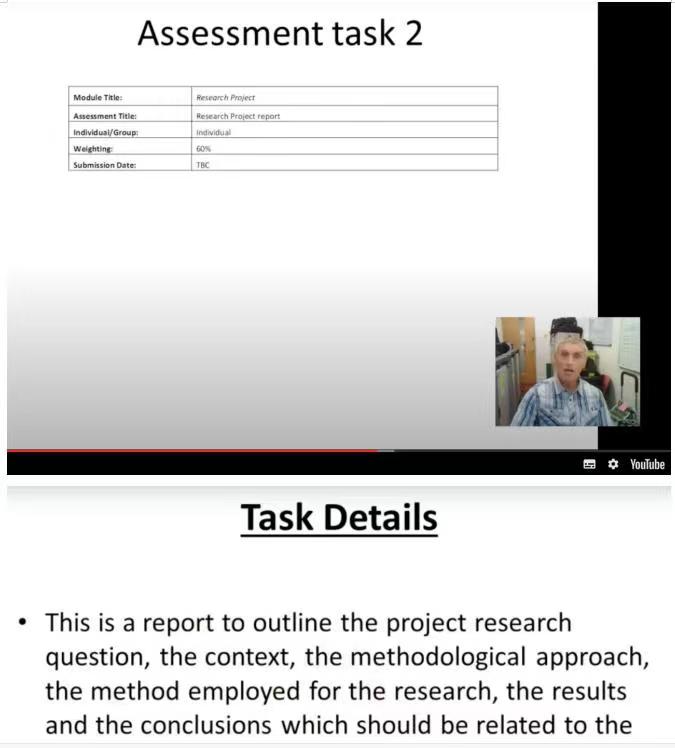 Assessment task 2
Module Title: Research Project
Assessment Title: Research Project report
Individual/Group: Individual
Weighting: 60%
Submission Date: TBC
YouTube
Task Details
• This is a report to outline the project research
question, the context, the methodological approach,
the method employed for the research, the results
and the conclusions which should be related to the